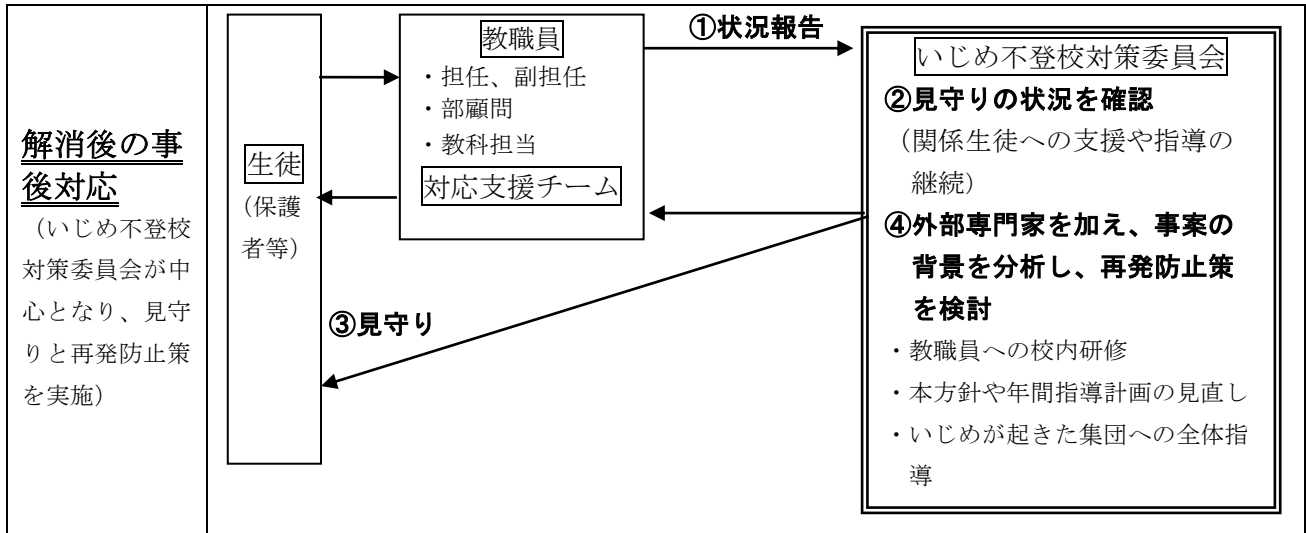 解消後の事
後対応
（いじめ不登校
対策委員会が中
心となり、見守
りと再発防止策
を実施）
生徒
（保護
者等）
教職員
・担任、副担任
・部顧問
・教科担当
対応支援チーム
①状況報告
③見守り
いじめ不登校対策委員会
②見守りの状況を確認
（関係生徒への支援や指導の
継続）
④外部専門家を加え、事案の
背景を分析し、再発防止策
を検討
・教職員への校内研修
・本方針や年間指導計画の見直し
・いじめが起きた集団への全体指
導